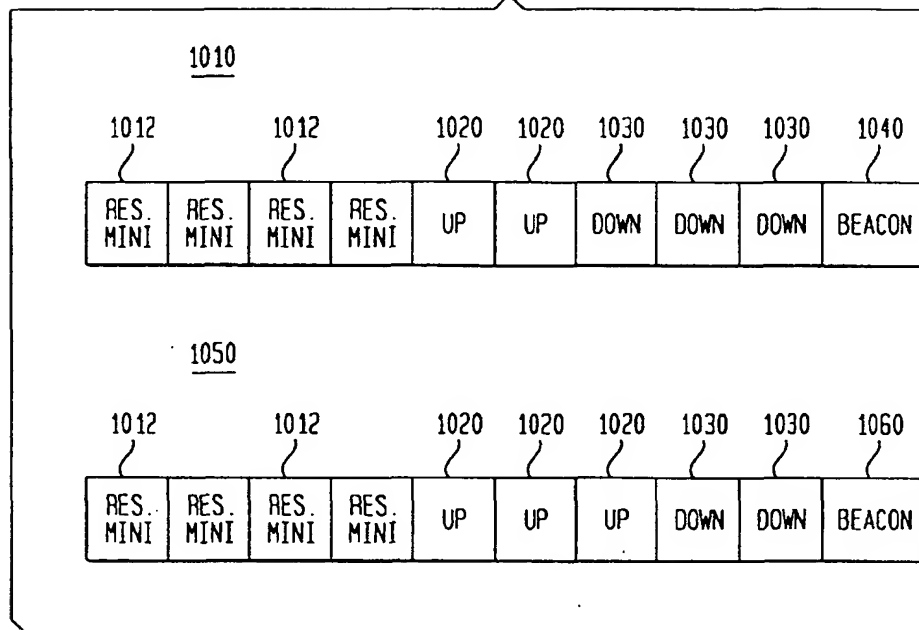 1010
1012 1012 1020 1020 1030 1030 1030 1040
RES. RES. RES. RES. UP UP DOWN DOWN DOWN BEACON
MINI MINI MINI MINI
1050
1012 1012 1020 1020 1020 1030 1030 1060
RES. RES. RES. RES. UP UP UP DOWN DOWN BEACON
MINI MINI MINI MINI